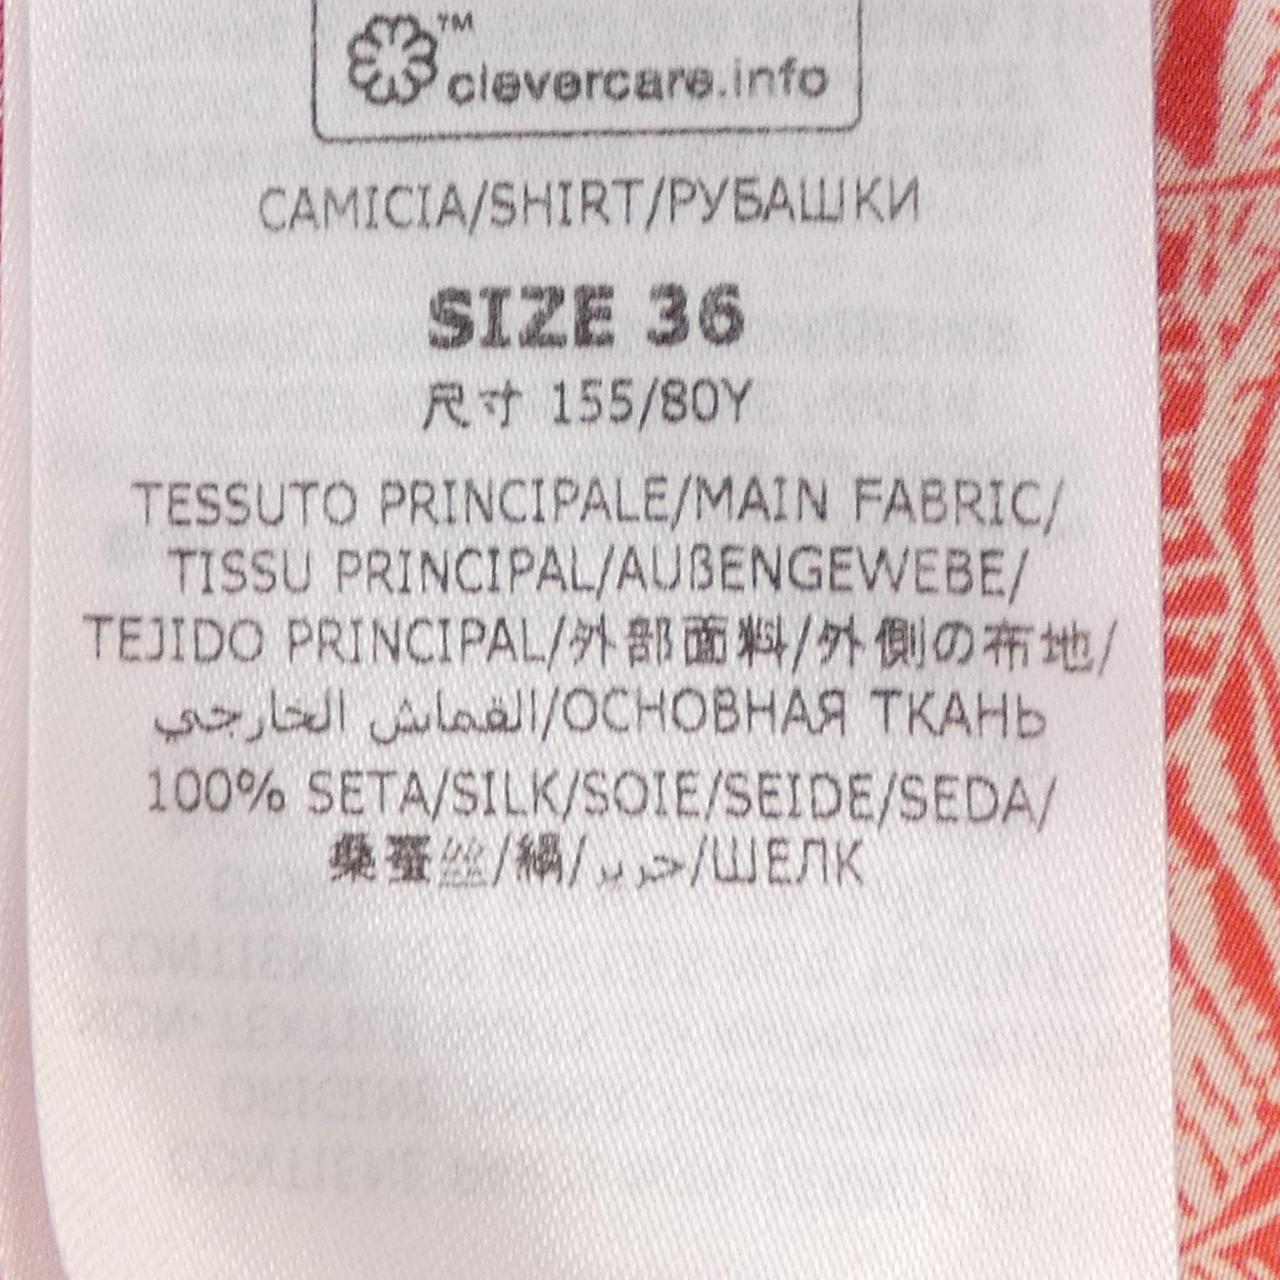 ™
clevercare.info
CAMICIA/SHIRT/РУБАШКИ
SIZE 36
尺寸 155/80Y
TESSUTO PRINCIPALE/MAIN FABRIC/
TISSU PRINCIPAL/AUßENGEWEBE/
TEJIDO PRINCIPAL/外部面料/外側の布地/
القماش الخارجي/ОСНОВНАЯ ТКАНЬ
100% SETA/SILK/SOIE/SEIDE/SEDA/
桑蚕丝/絹/حرير/ШЕЛК